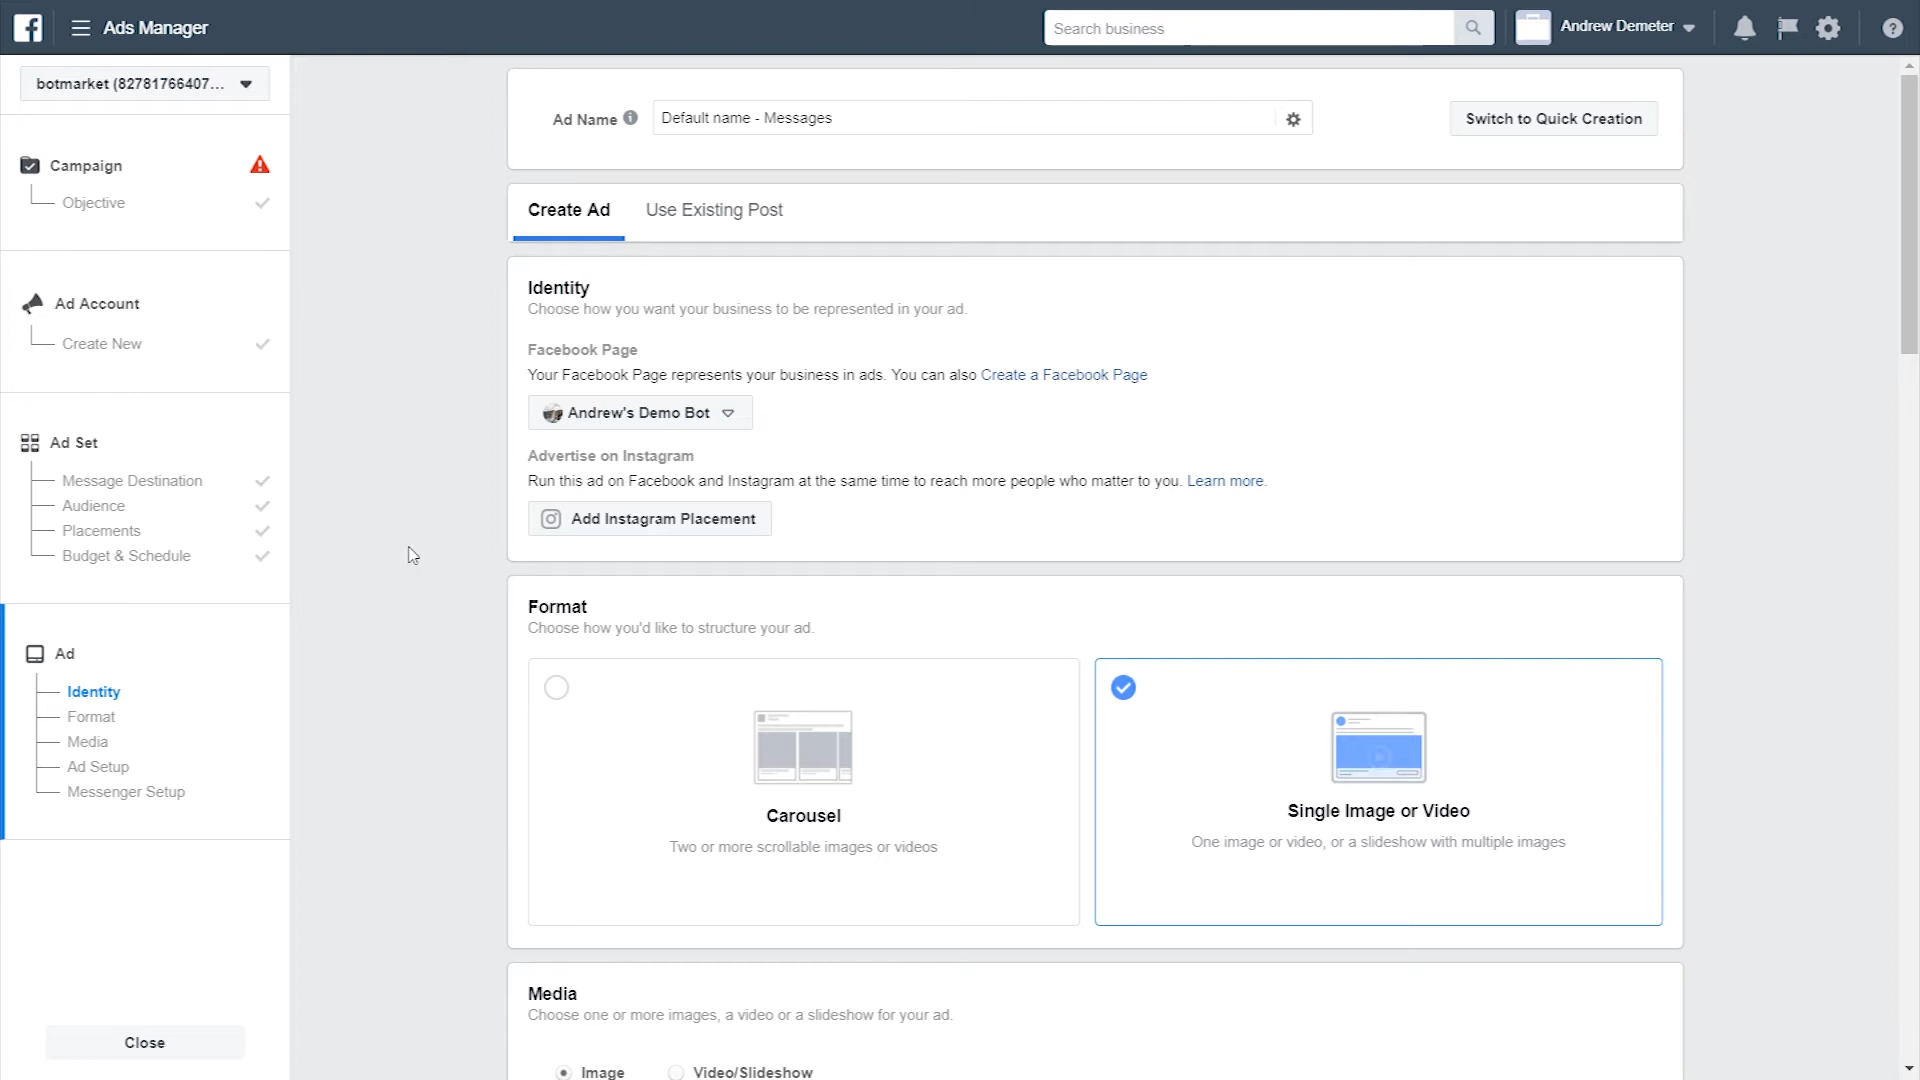 Ads Manager
Search business
Andrew Demeter
botmarket (82781766407...
Campaign
Objective
Ad Account
Create New
Ad Set
Message Destination
Audience
Placements
Budget & Schedule
Ad
Identity
Format
Media
Ad Setup
Messenger Setup
Close
Ad Name
Default name - Messages
Switch to Quick Creation
Create Ad
Use Existing Post
Identity
Choose how you want your business to be represented in your ad.
Facebook Page
Your Facebook Page represents your business in ads. You can also Create a Facebook Page
Andrew's Demo Bot
Advertise on Instagram
Run this ad on Facebook and Instagram at the same time to reach more people who matter to you. Learn more.
Add Instagram Placement
Format
Choose how you'd like to structure your ad.
Carousel
Two or more scrollable images or videos
Single Image or Video
One image or video, or a slideshow with multiple images
Media
Choose one or more images, a video or a slideshow for your ad.
Image
Video/Slideshow